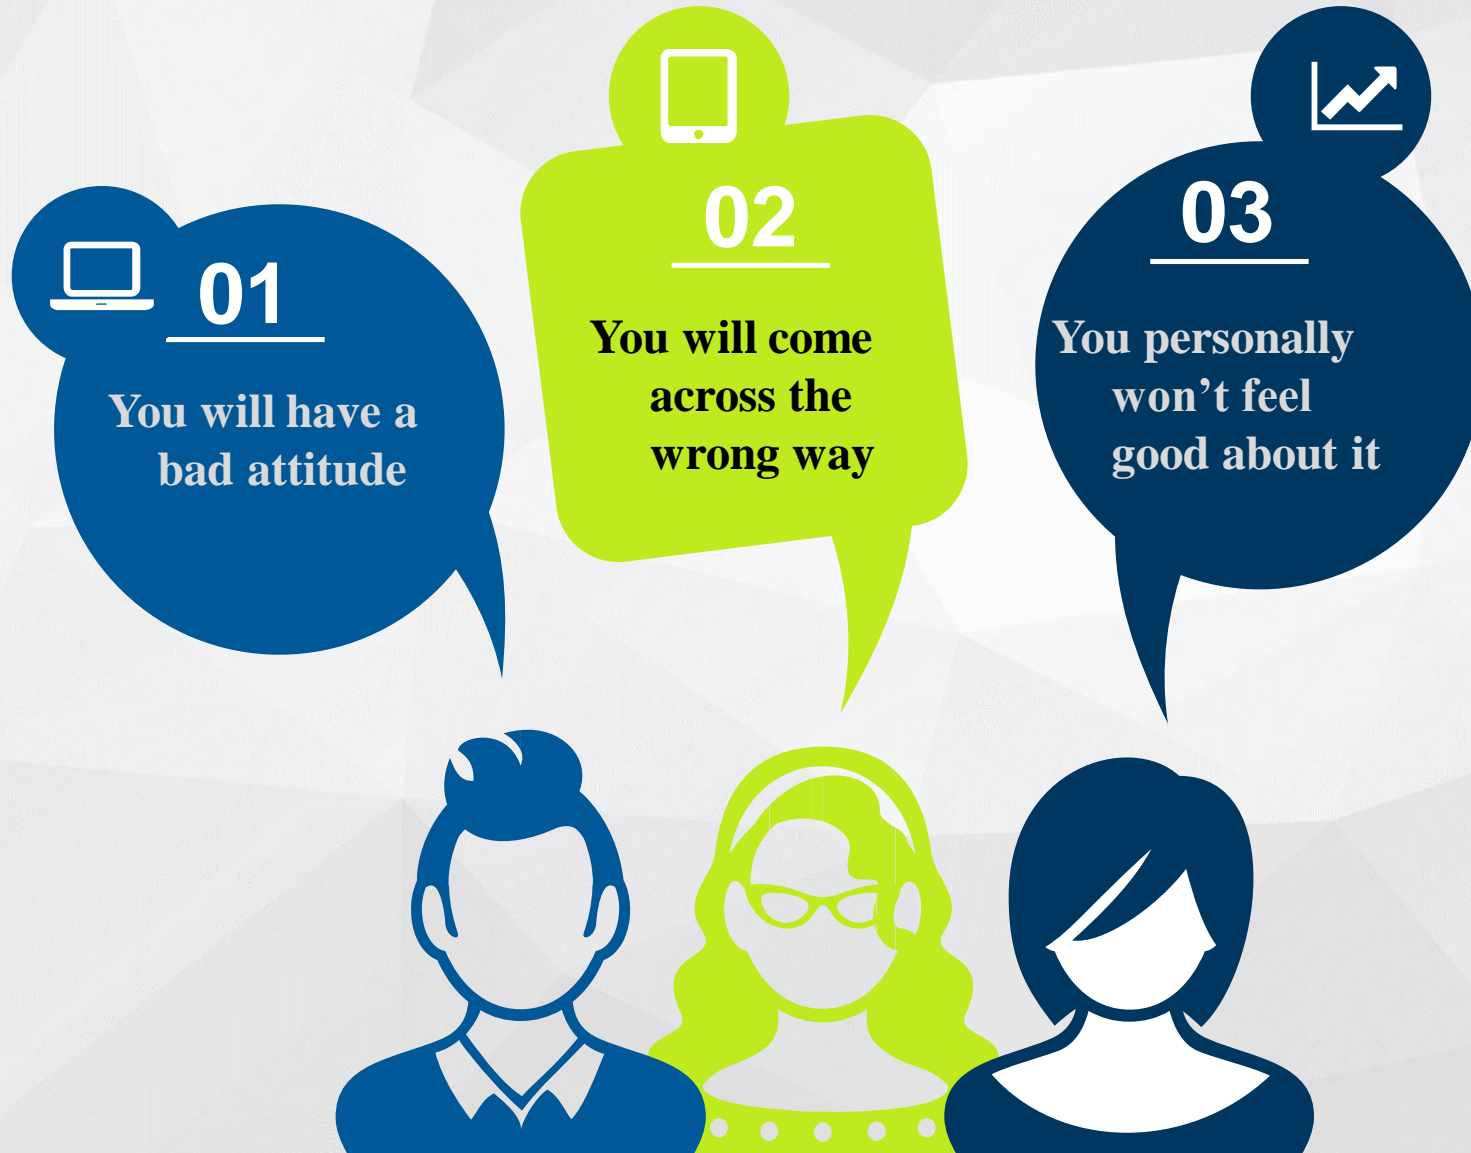 01
You will have a
bad attitude
02
You will come
across the
wrong way
03
You personally
won’t feel
good about it